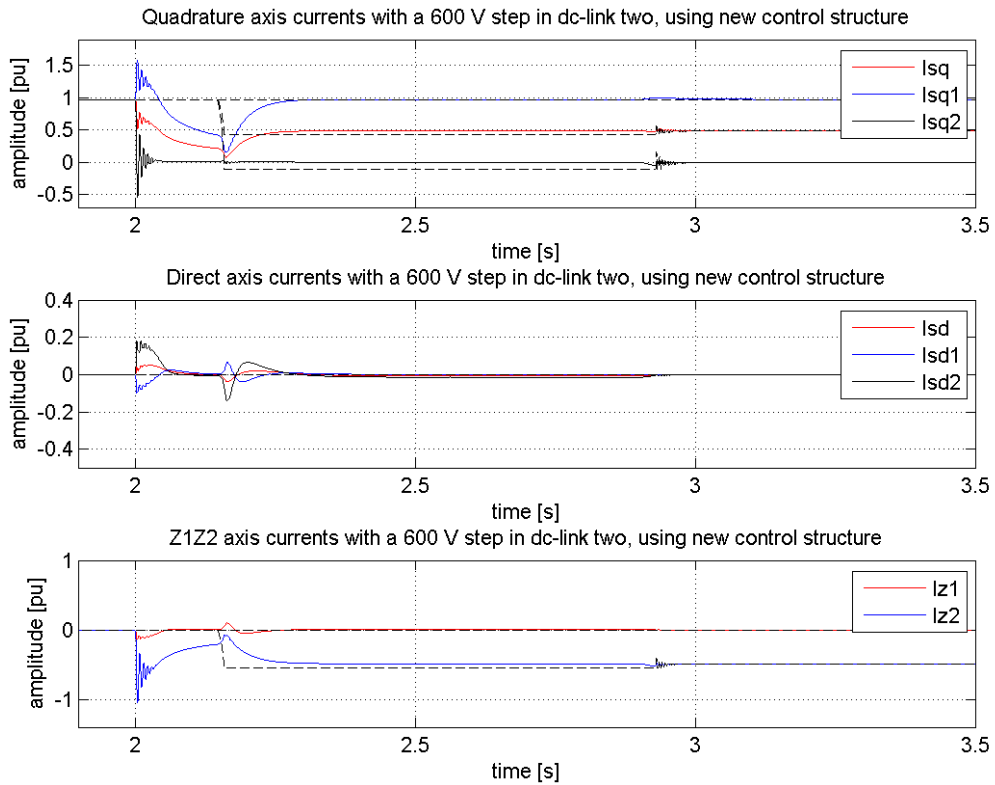 Quadrature axis currents with a 600 V step in dc-link two, using new control structure
amplitude [pu]
1.5
1
0.5
0
-0.5
Isq
Isq1
Isq2
2
2.5
3
3.5
time [s]
Direct axis currents with a 600 V step in dc-link two, using new control structure
amplitude [pu]
0.4
0.2
0
-0.2
-0.4
Isd
Isd1
Isd2
2
2.5
3
3.5
time [s]
Z1Z2 axis currents with a 600 V step in dc-link two, using new control structure
amplitude [pu]
1
0
-1
Iz1
Iz2
2
2.5
3
3.5
time [s]